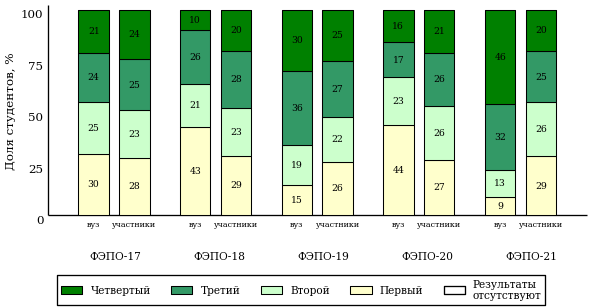 Доля студентов, %
100
75
50
25
0
21 24 10 20 30 25 16 21 46 20
24 25 26 28 36 27 17 26 32 25
25 23 21 23 19 22 23 26 13 26
30 28 43 29 15 26 44 27 9 29
вуз участники вуз участники вуз участники вуз участники вуз участники
ФЭПО-17 ФЭПО-18 ФЭПО-19 ФЭПО-20 ФЭПО-21
Четвертый Третий Второй Первый Результаты
отсутствуют